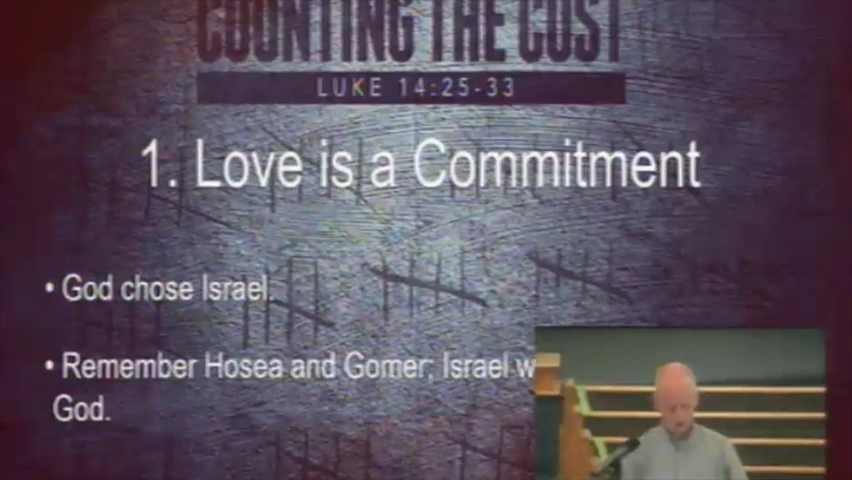 COUNTING THE COST
LUKE 14:25-33
1. Love is a Commitment
• God chose Israel.
• Remember Hosea and Gomer; Israel w
God.